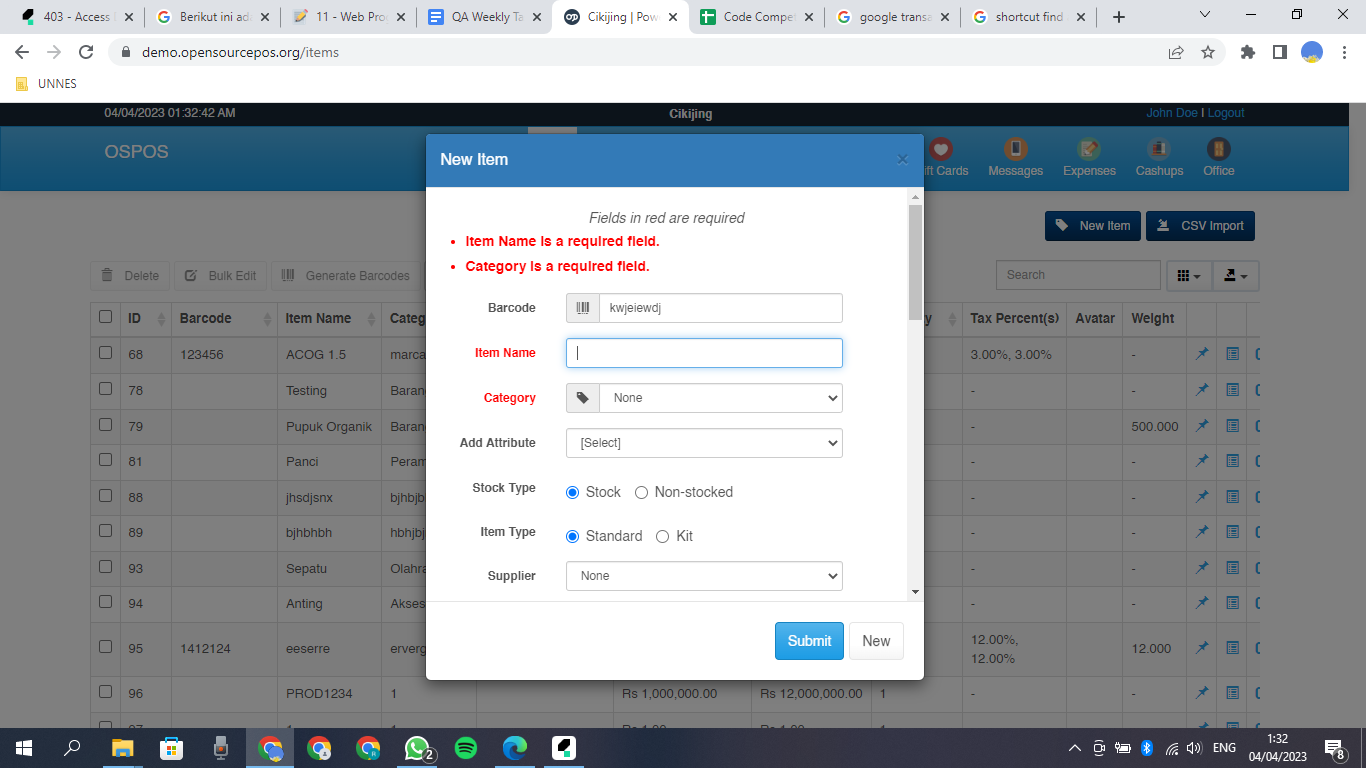 403 - Access
Berikut ini ad
11 - Web Pro
QA Weekly Ta
Cikijing | Pow
Code Compet
google transa
shortcut find
demo.opensourcepos.org/items
UNNES
04/04/2023 01:32:42 AM
Cikijing
John Doe | Logout
OSPOS
ift Cards
Messages
Expenses
Cashups
Office
New Item
×
Fields in red are required
Item Name is a required field.
Category is a required field.
New Item
CSV Import
Delete
Bulk Edit
Generate Barcodes
Search
Barcode
kwjeiewdj
Item Name
Category
None
Add Attribute
[Select]
Stock Type
Stock
Non-stocked
Item Type
Standard
Kit
Supplier
None
Submit
New
ID Barcode Item Name Categ y Tax Percent(s) Avatar Weight
68 123456 ACOG 1.5 marca 3.00%, 3.00% -
78 Testing Baran - -
79 Pupuk Organik Baran - 500.000
81 Panci Peram - -
88 jhsdjsnx bjhbjb - -
89 bjhbhbh hbhjbj - -
93 Sepatu Olahra - -
94 Anting Akses - -
95 1412124 eeserre erverg 12.00%, 12.00% 12.000
96 PROD1234 1 Rs 1,000,000.00 Rs 12,000,000.00 1 - -
2
ENG
1:32
04/04/2023
8